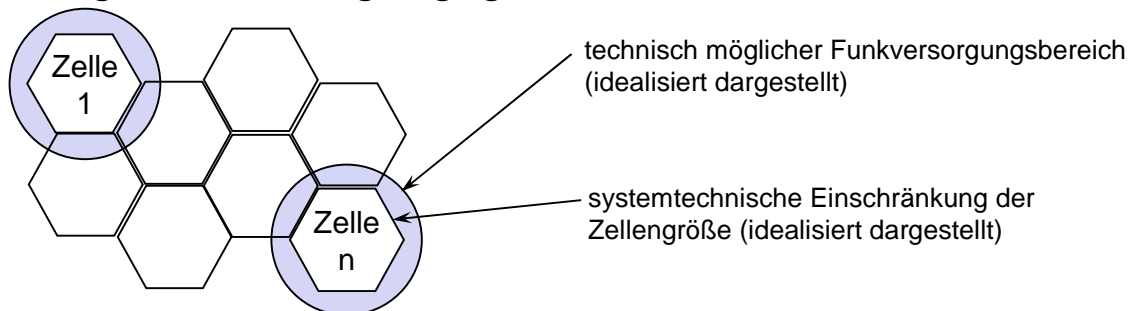 Zelle
1
technisch möglicher Funkversorgungsbereich
(idealisiert dargestellt)
systemtechnische Einschränkung der
Zellengröße (idealisiert dargestellt)
Zelle
n